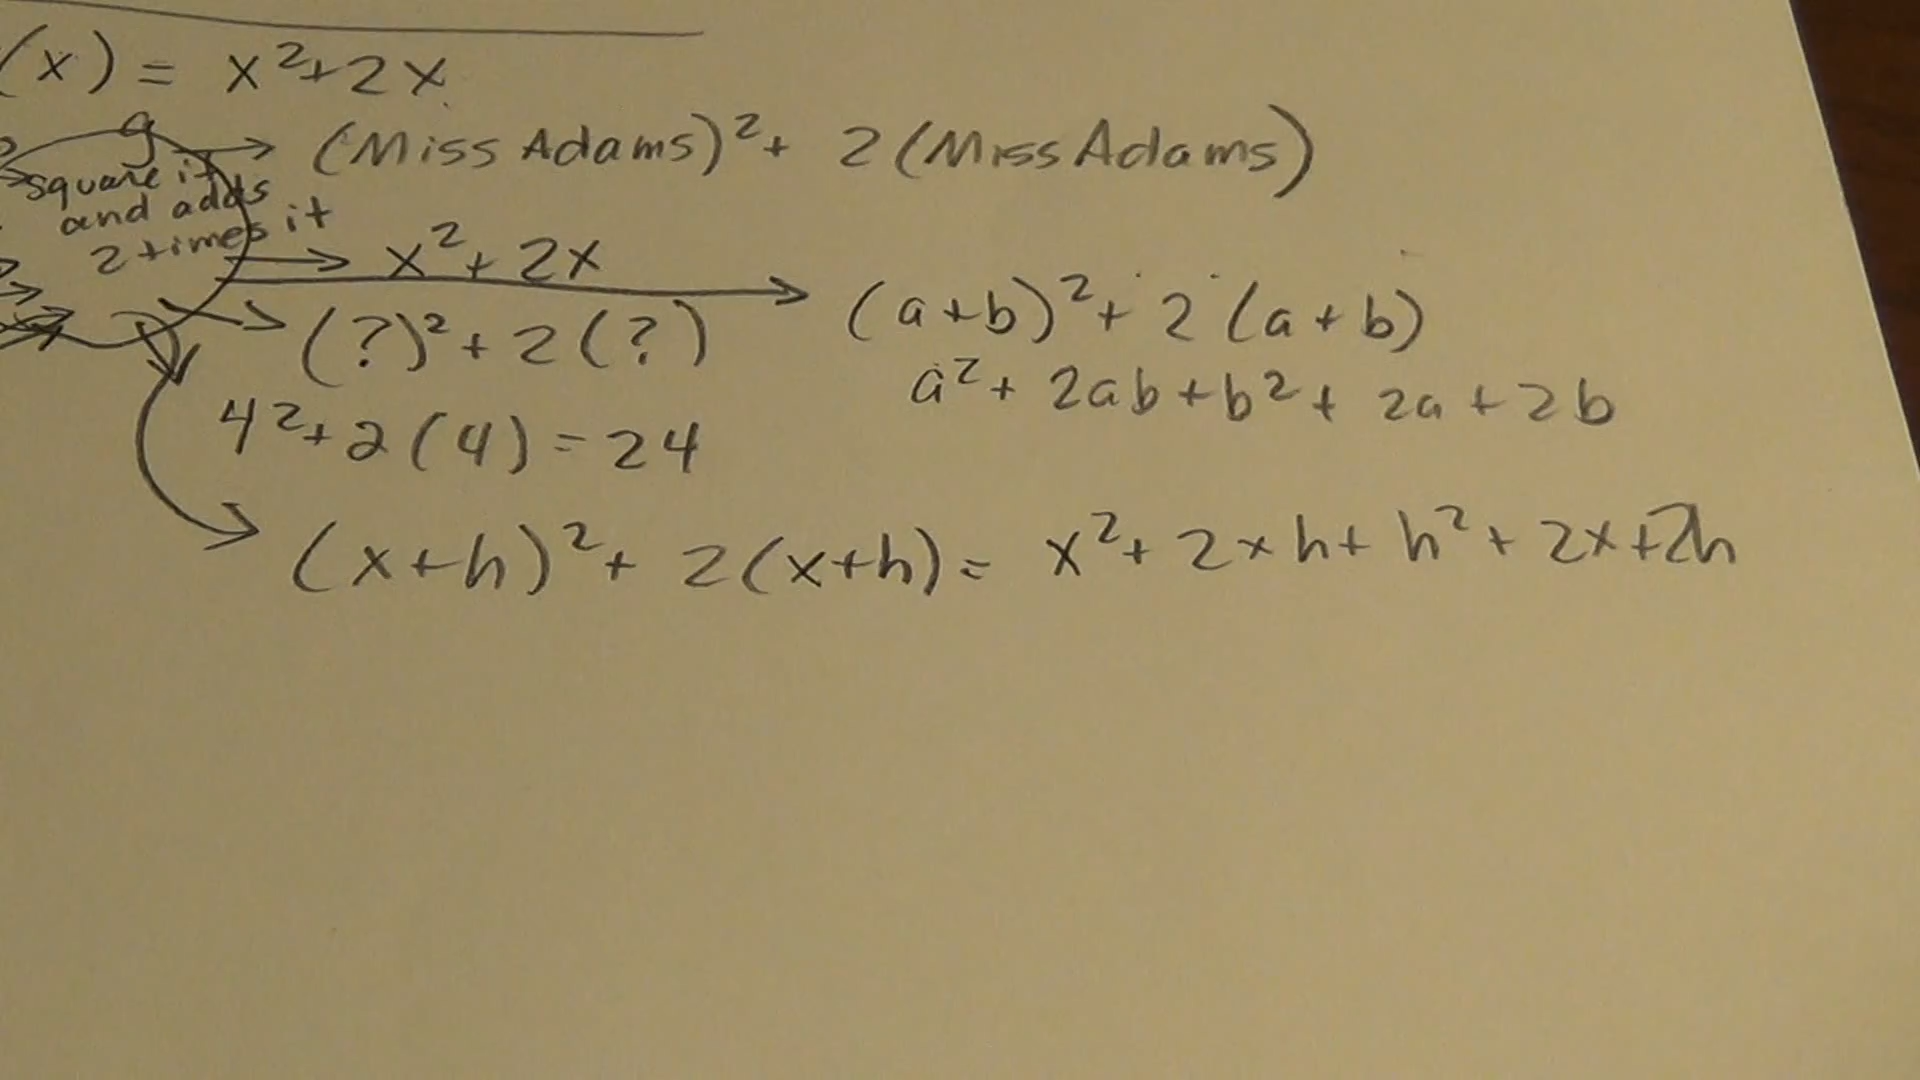 (x) = x²+2x
g
square it
and adds
2 times it
(Miss Adams)² + 2(Miss Adams)
x² + 2x
(?)² + 2(?)
(a+b)² + 2(a+b)
a² + 2ab + b² + 2a + 2b
4² + 2(4) = 24
(x+h)² + 2(x+h) = x² + 2xh + h² + 2x + 2h